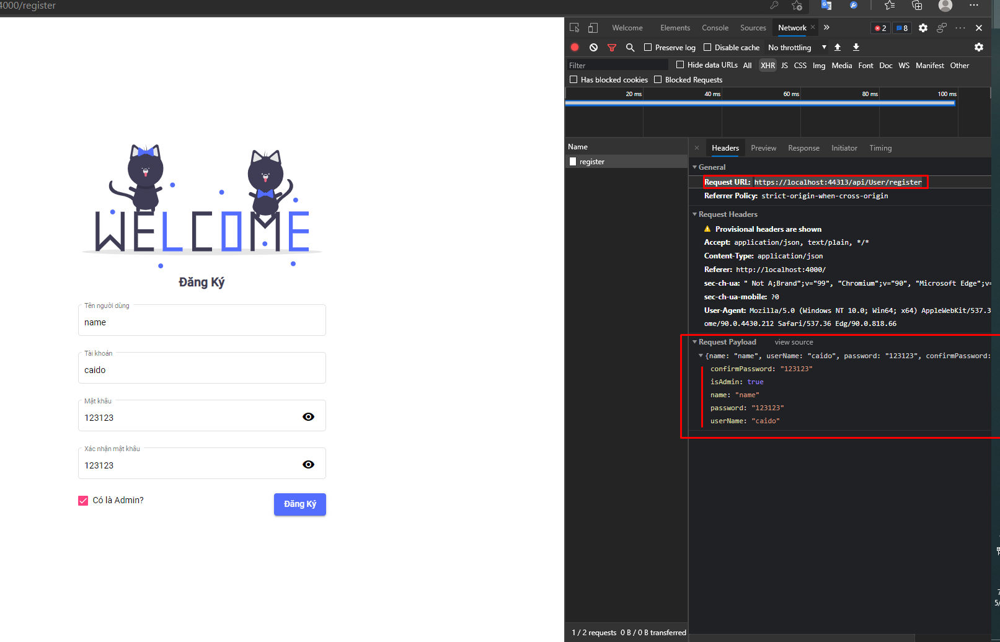 4000/register
WELCOME
Đăng Ký
Tên người dùng
name
Tài khoản
caido
Mật khẩu
123123
Xác nhận mật khẩu
123123
Có là Admin?
Đăng Ký
Welcome Elements Console Sources Network 2 8
Preserve log Disable cache No throttling
Filter Hide data URLs All XHR JS CSS Img Media Font Doc WS Manifest Other
Has blocked cookies Blocked Requests
20 ms 40 ms 60 ms 80 ms 100 ms
Name
register
Headers Preview Response Initiator Timing
General
Request URL: https://localhost:44313/api/User/register
Referrer Policy: strict-origin-when-cross-origin
Request Headers
Provisional headers are shown
Accept: application/json, text/plain, */*
Content-Type: application/json
Referer: http://localhost:4000/
sec-ch-ua: " Not A;Brand";v="99", "Chromium";v="90", "Microsoft Edge";v=
sec-ch-ua-mobile: ?0
User-Agent: Mozilla/5.0 (Windows NT 10.0; Win64; x64) AppleWebKit/537.3
ome/90.0.4430.212 Safari/537.36 Edg/90.0.818.66
Request Payload view source
{name: "name", userName: "caido", password: "123123", confirmPassword:
confirmPassword: "123123"
isAdmin: true
name: "name"
password: "123123"
userName: "caido"
1 / 2 requests 0 B / 0 B transferred